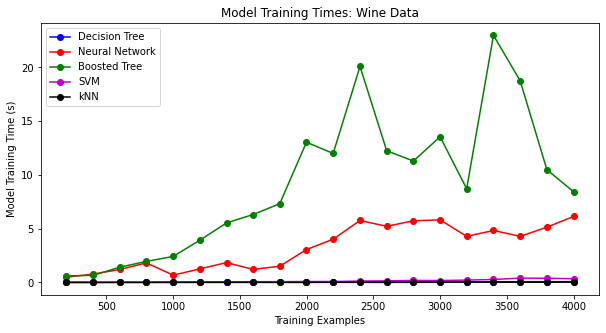 Model Training Times: Wine Data
Decision Tree
Neural Network
Boosted Tree
SVM
kNN
Model Training Time (s)
20
15
10
5
0
500
1000
1500
2000
2500
3000
3500
4000
Training Examples